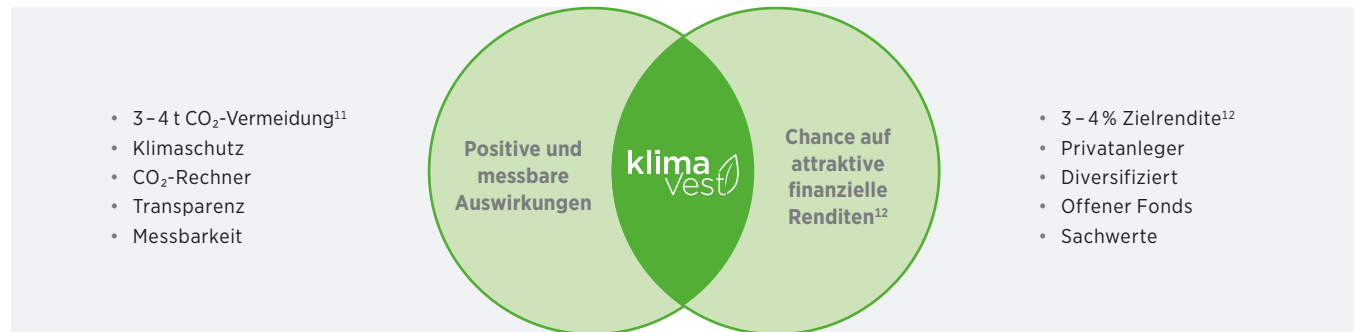 • 3 – 4 t CO₂-Vermeidung¹¹
• Klimaschutz
• CO₂-Rechner
• Transparenz
• Messbarkeit
Positive und
messbare
Auswirkungen
klima
vest
Chance auf
attraktive
finanzielle
Renditen¹²
• 3 – 4 % Zielrendite¹²
• Privatanleger
• Diversifiziert
• Offener Fonds
• Sachwerte